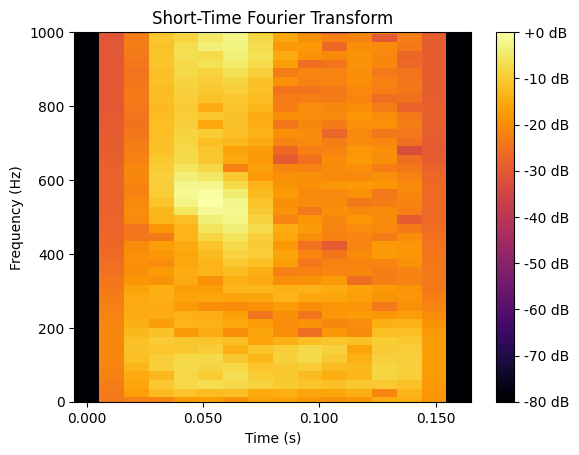 Short-Time Fourier Transform
1000
800
600
400
200
0
Frequency (Hz)
0.000
0.050
0.100
0.150
Time (s)
+0 dB
-10 dB
-20 dB
-30 dB
-40 dB
-50 dB
-60 dB
-70 dB
-80 dB